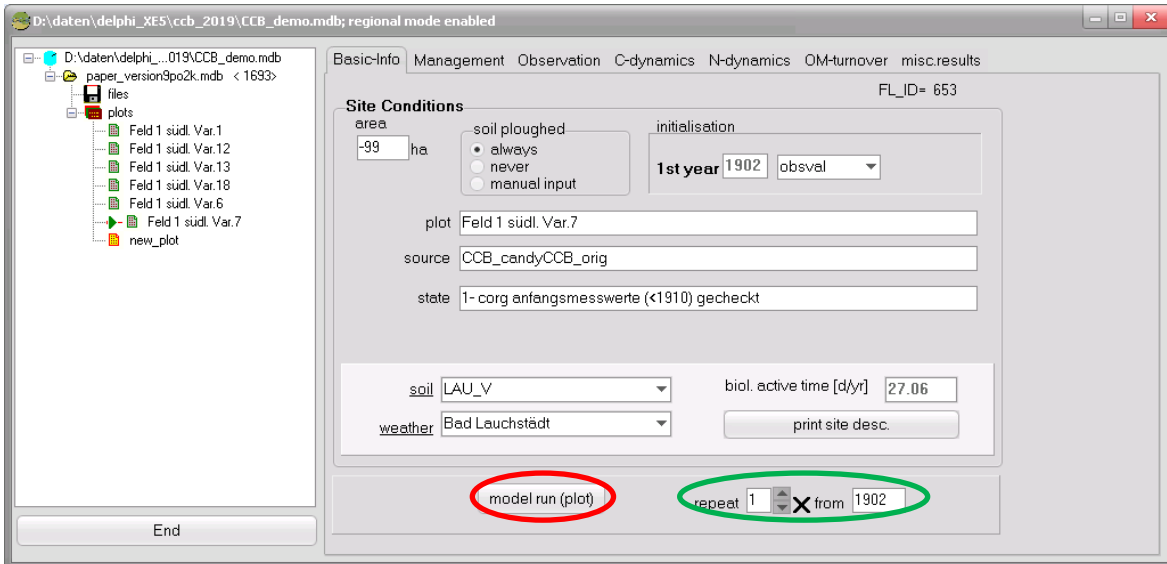 D:\daten\delphi_XE5\ccb_2019\CCB_demo.mdb; regional mode enabled
D:\daten\delphi_...019\CCB_demo.mdb
paper_version9po2k.mdb < 1693>
files
plots
Feld 1 südl. Var.1
Feld 1 südl. Var.12
Feld 1 südl. Var.13
Feld 1 südl. Var.18
Feld 1 südl. Var.6
Feld 1 südl. Var.7
new_plot
End
Basic-Info Management Observation C-dynamics N-dynamics OM-turnover misc.results
FL_ID= 653
Site Conditions
area
-99 ha
soil ploughed
always
never
manual input
initialisation
1st year 1902 obsval
plot Feld 1 südl. Var.7
source CCB_candyCCB_orig
state 1- corg anfangsmesswerte (<1910) gecheckt
soil LAU_V
biol. active time [d/yr] 27.06
weather Bad Lauchstädt
print site desc.
model run (plot)
repeat 1 X from 1902